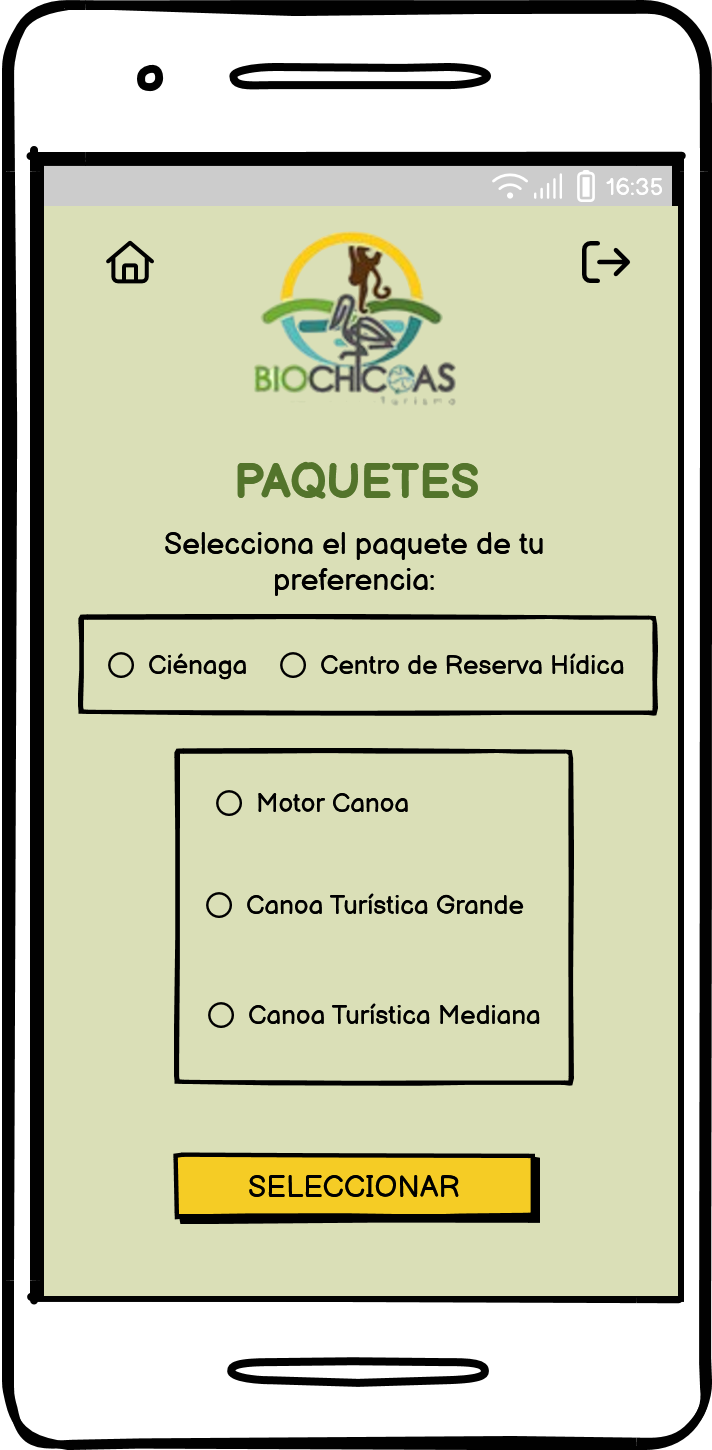 16:35
BIOCHICOAS
Turismo
PAQUETES
Selecciona el paquete de tu
preferencia:
Ciénaga Centro de Reserva Hídica
Motor Canoa
Canoa Turística Grande
Canoa Turística Mediana
SELECCIONAR